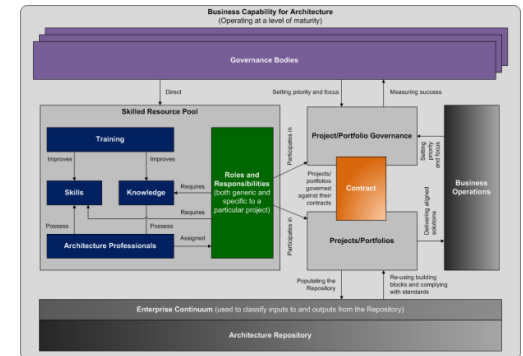 Business Capability for Architecture
(Operating at a level of maturity)
Governance Bodies
Direct
Setting priority and focus
Measuring success
Skilled Resource Pool
Training
Improves
Improves
Skills
Knowledge
Requires
Requires
Possess
Possess
Architecture Professionals
Assigned
Roles and
Responsibilities
(both generic and
specific to a
particular project)
Participates in
Participates in
Project/Portfolio Governance
Projects/
portfolios
governed
against their
contracts
Contract
Projects/Portfolios
Setting
priority
and focus
Delivering aligned
solutions
Business
Operations
Populating the
Repository
Re-using building
blocks and complying
with standards
Enterprise Continuum (used to classify inputs to and outputs from the Repository)
Architecture Repository